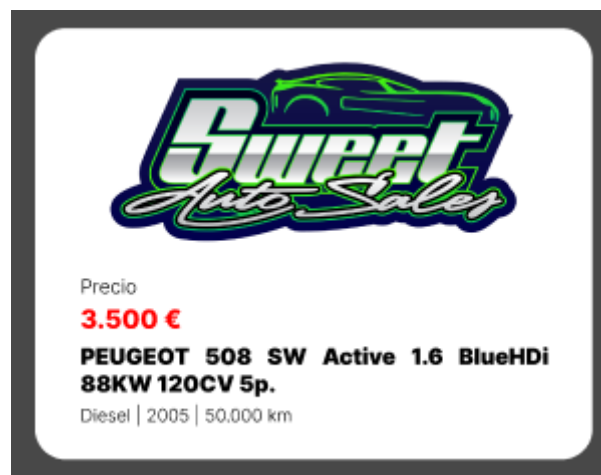 Sweet
Auto Sales
Precio
3.500 €
PEUGEOT 508 SW Active 1.6 BlueHDi
88KW 120CV 5p.
Diesel | 2005 | 50.000 km